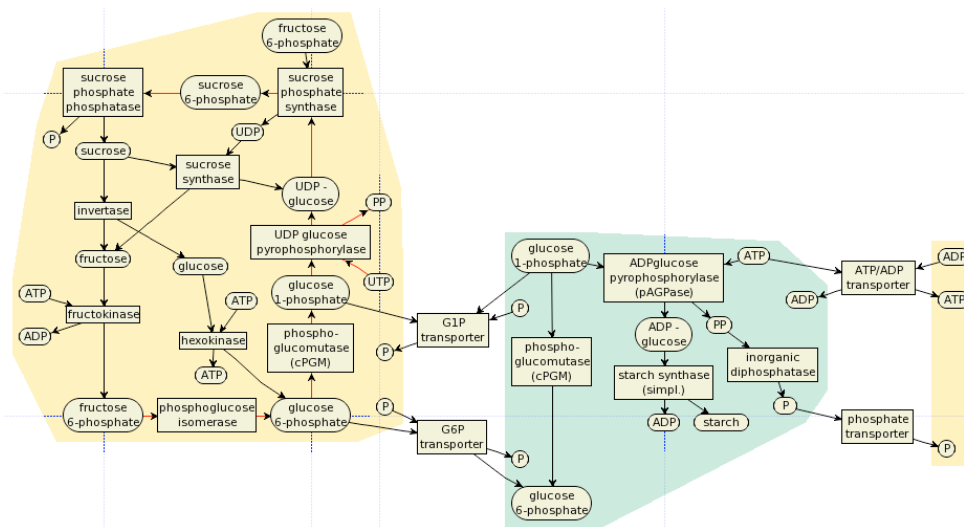 fructose
6-phosphate
sucrose
phosphate
phosphatase
sucrose
6-phosphate
sucrose
phosphate
synthase
P
UDP
sucrose
sucrose
synthase
UDP -
glucose
PP
invertase
UDP glucose
pyrophosphorylase
fructose
glucose
UTP
ATP
ATP
glucose
1-phosphate
fructokinase
ADP
hexokinase
ATP
phospho-
glucomutase
(cPGM)
fructose
6-phosphate
phosphoglucose
isomerase
glucose
6-phosphate
P
G1P
transporter
P
P
G6P
transporter
P
glucose
1-phosphate
ADPglucose
pyrophosphorylase
(pAGPase)
ATP
phospho-
glucomutase
(cPGM)
ADP -
glucose
PP
inorganic
diphosphatase
starch synthase
(simpl.)
ADP
starch
P
glucose
6-phosphate
ATP/ADP
transporter
ADP
ADP
ATP
phosphate
transporter
P